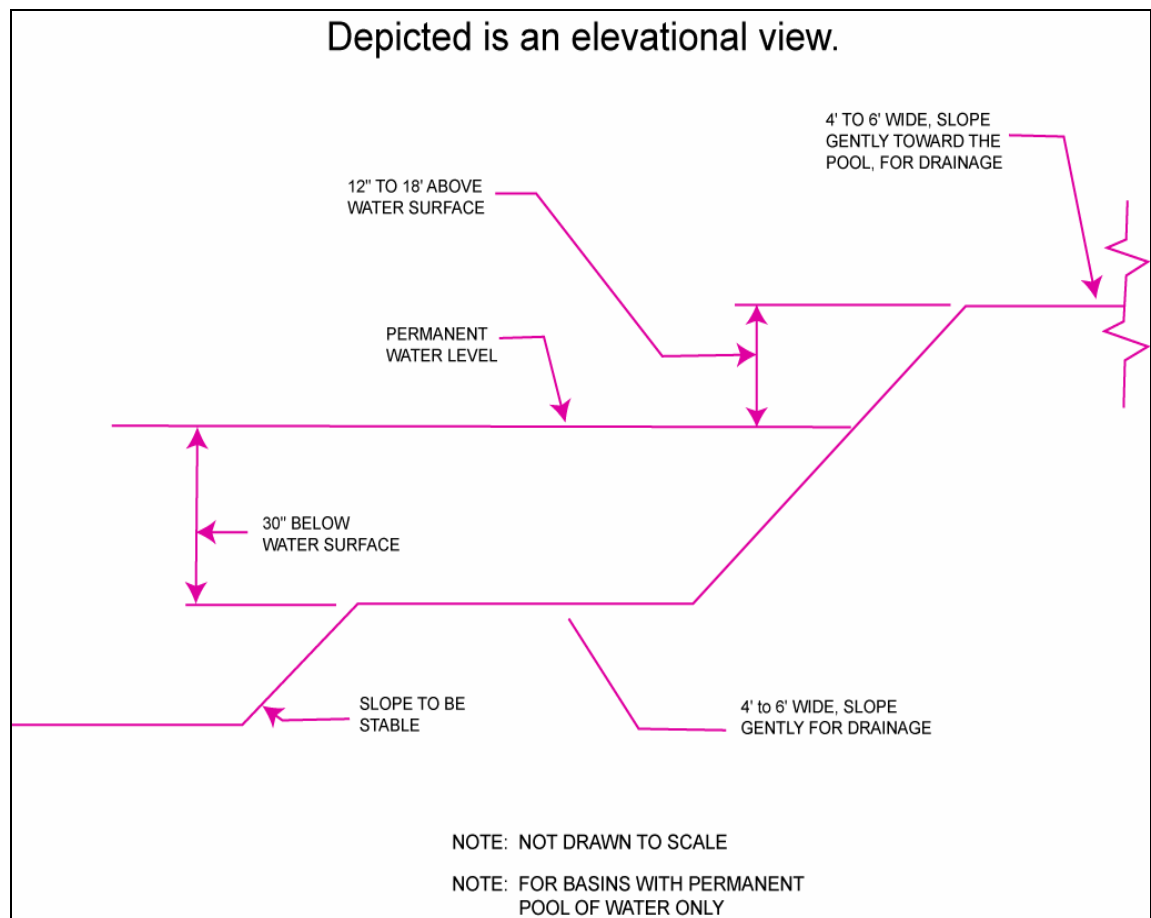 Depicted is an elevational view.
4' TO 6' WIDE, SLOPE
GENTLY TOWARD THE
POOL, FOR DRAINAGE
12" TO 18' ABOVE
WATER SURFACE
PERMANENT
WATER LEVEL
30" BELOW
WATER SURFACE
SLOPE TO BE
STABLE
4' to 6' WIDE, SLOPE
GENTLY FOR DRAINAGE
NOTE: NOT DRAWN TO SCALE
NOTE: FOR BASINS WITH PERMANENT
POOL OF WATER ONLY